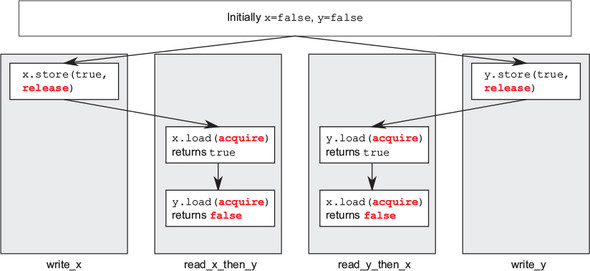 Initially x=false, y=false
x.store(true,
release)
y.store(true,
release)
x.load(acquire)
returns true
y.load(acquire)
returns true
y.load(acquire)
returns false
x.load(acquire)
returns false
write_x
read_x_then_y
read_y_then_x
write_y